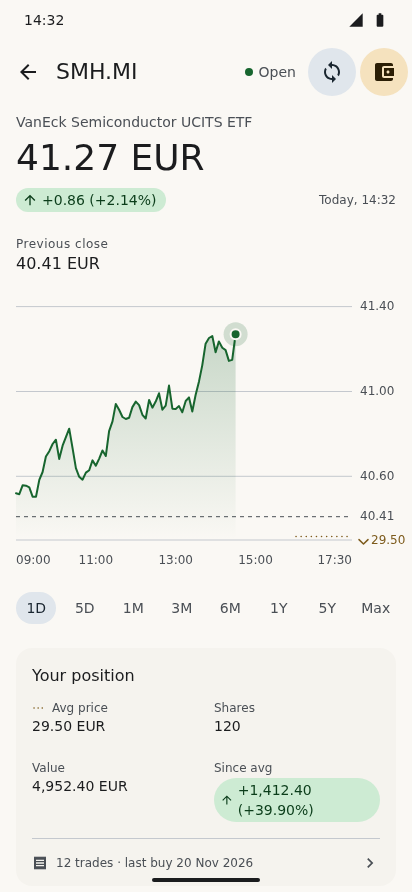 14:32
SMH.MI
Open
VanEck Semiconductor UCITS ETF
41.27 EUR
+0.86 (+2.14%)
Today, 14:32
Previous close
40.41 EUR
41.40
41.00
40.60
40.41
29.50
09:00 11:00 13:00 15:00 17:30
1D 5D 1M 3M 6M 1Y 5Y Max
Your position
Avg price
29.50 EUR
Shares
120
Value
4,952.40 EUR
Since avg
+1,412.40
(+39.90%)
12 trades · last buy 20 Nov 2026